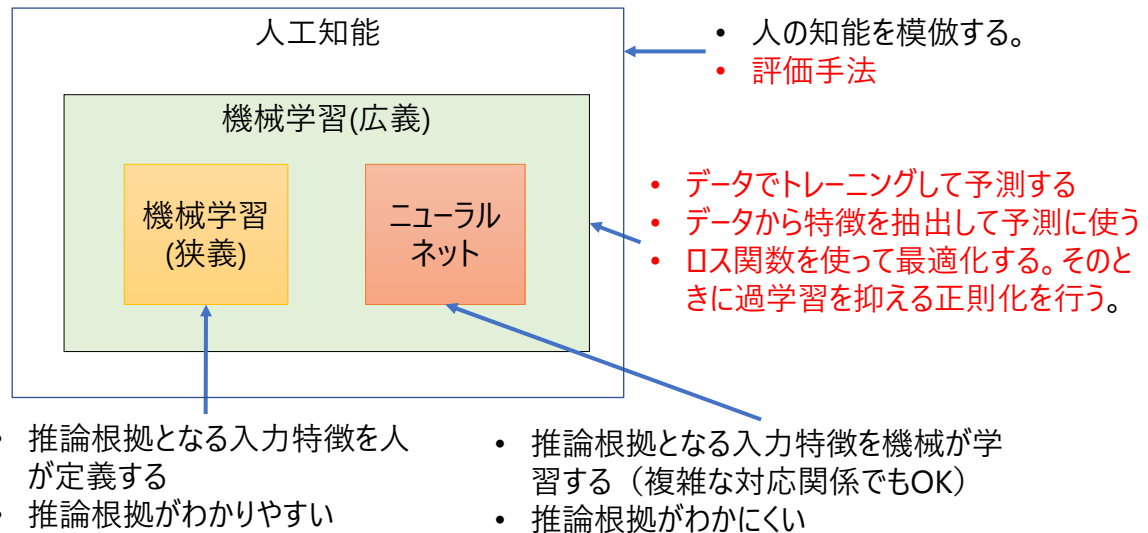 人工知能
• 人の知能を模倣する。
• 評価手法
機械学習(広義)
機械学習
(狭義)
ニューラル
ネット
• データでトレーニングして予測する
• データから特徴を抽出して予測に使う
• ロス関数を使って最適化する。そのと
きに過学習を抑える正則化を行う。
• 推論根拠となる入力特徴を人
が定義する
• 推論根拠がわかりやすい
• 推論根拠となる入力特徴を機械が学
習する（複雑な対応関係でもOK）
• 推論根拠がわかにくい